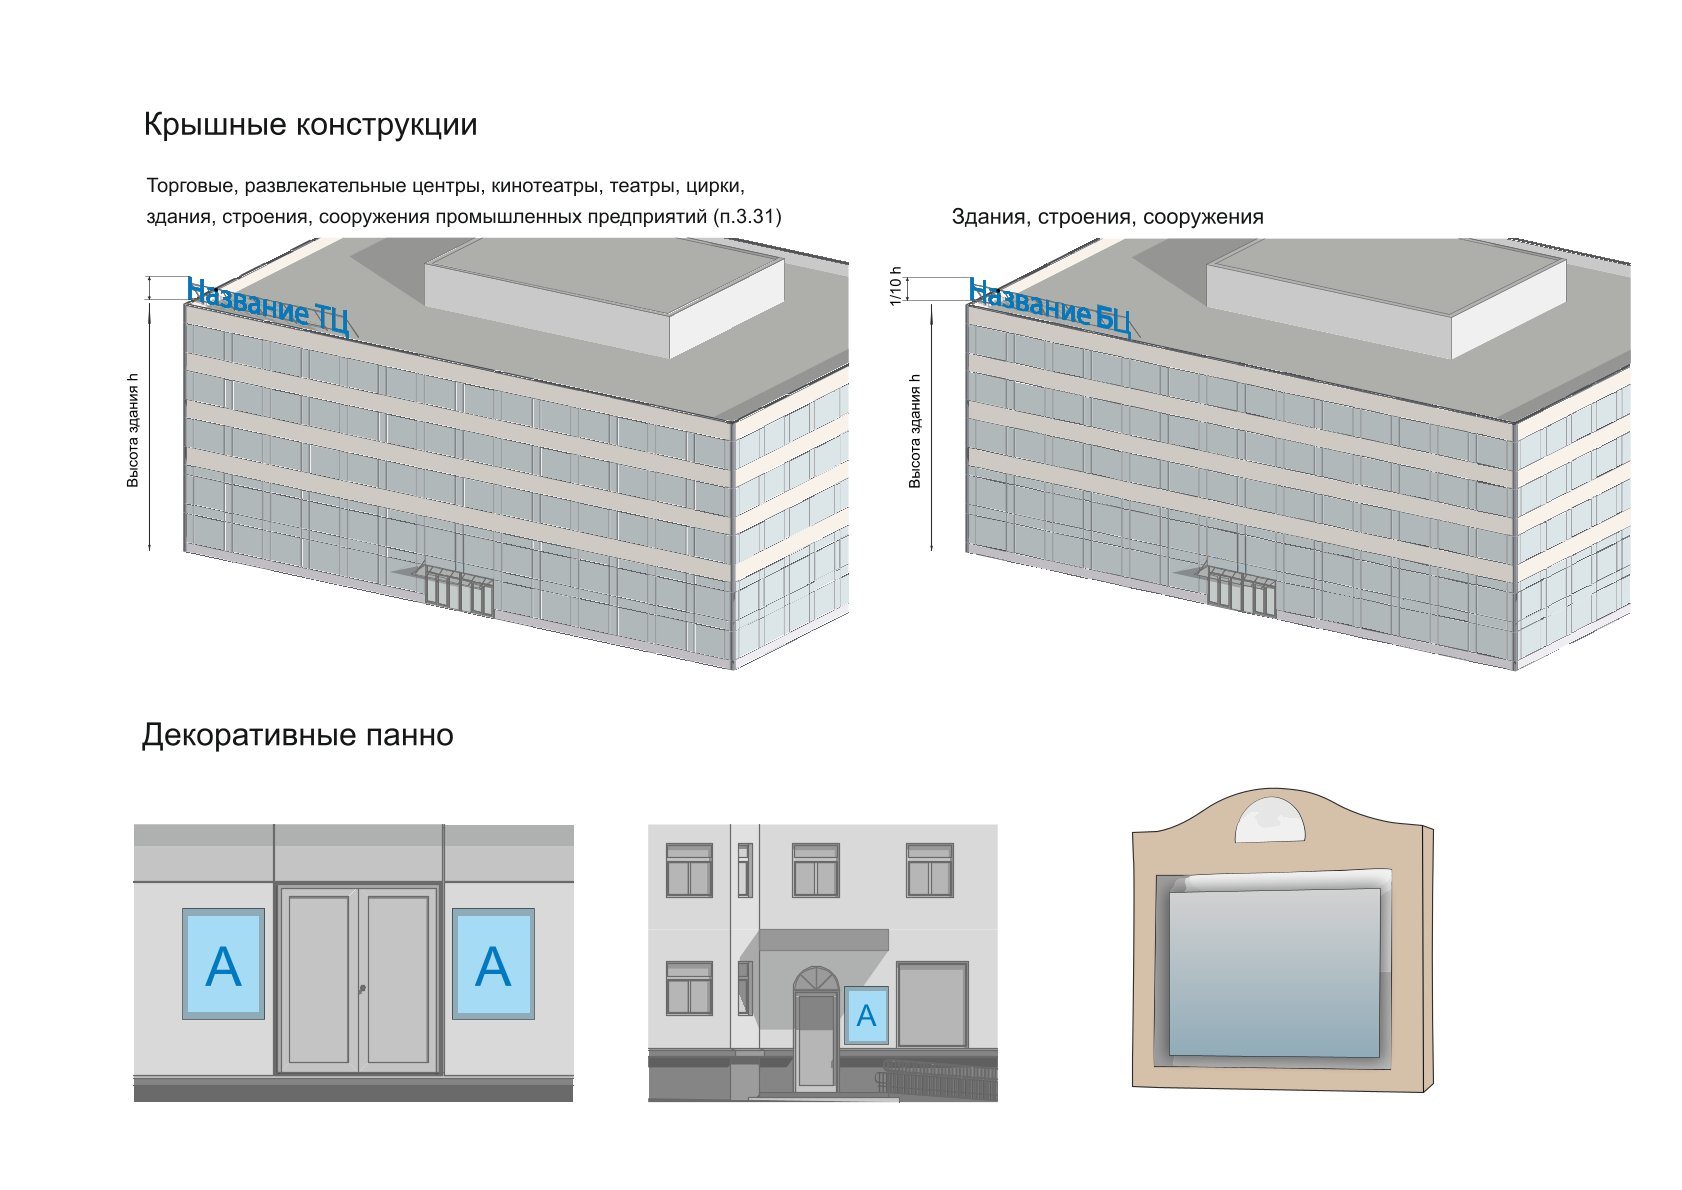 Крышные конструкции
Торговые, развлекательные центры, кинотеатры, театры, цирки,
здания, строения, сооружения промышленных предприятий (п.3.31)
Здания, строения, сооружения
Название ТЦ
Высота здания h
1/10 h
Название БЦ
Высота здания h
Декоративные панно
А
А
А